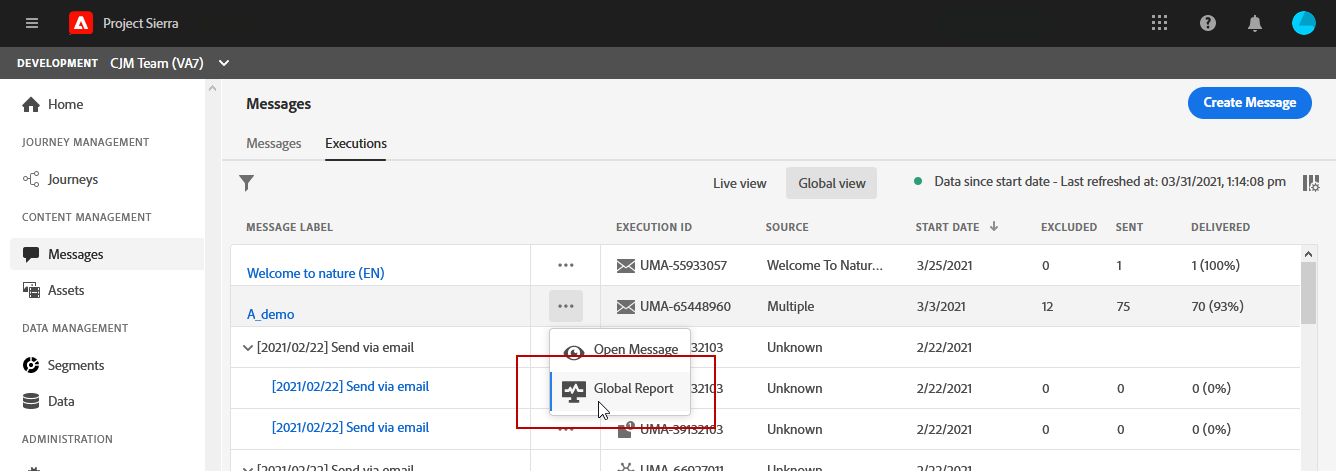 Project Sierra
DEVELOPMENT CJM Team (VA7)
Home
JOURNEY MANAGEMENT
Journeys
CONTENT MANAGEMENT
Messages
Assets
DATA MANAGEMENT
Segments
Data
ADMINISTRATION
Messages
Create Message
Messages Executions
Live view Global view Data since start date - Last refreshed at: 03/31/2021, 1:14:08 pm
MESSAGE LABEL EXECUTION ID SOURCE START DATE EXCLUDED SENT DELIVERED
Welcome to nature (EN) ... UMA-55933057 Welcome To Natur... 3/25/2021 0 1 1 (100%)
A_demo ... UMA-65448960 Multiple 3/3/2021 12 75 70 (93%)
[2021/02/22] Send via email 32103 Unknown 2/22/2021
Open Message
[2021/02/22] Send via email 32103 Unknown 2/22/2021 0 0 0 (0%)
Global Report
[2021/02/22] Send via email ... UMA-39132103 Unknown 2/22/2021 0 0 0 (0%)
[2021/02/22] Send via email UMA-66927011 Unknown 2/22/2021